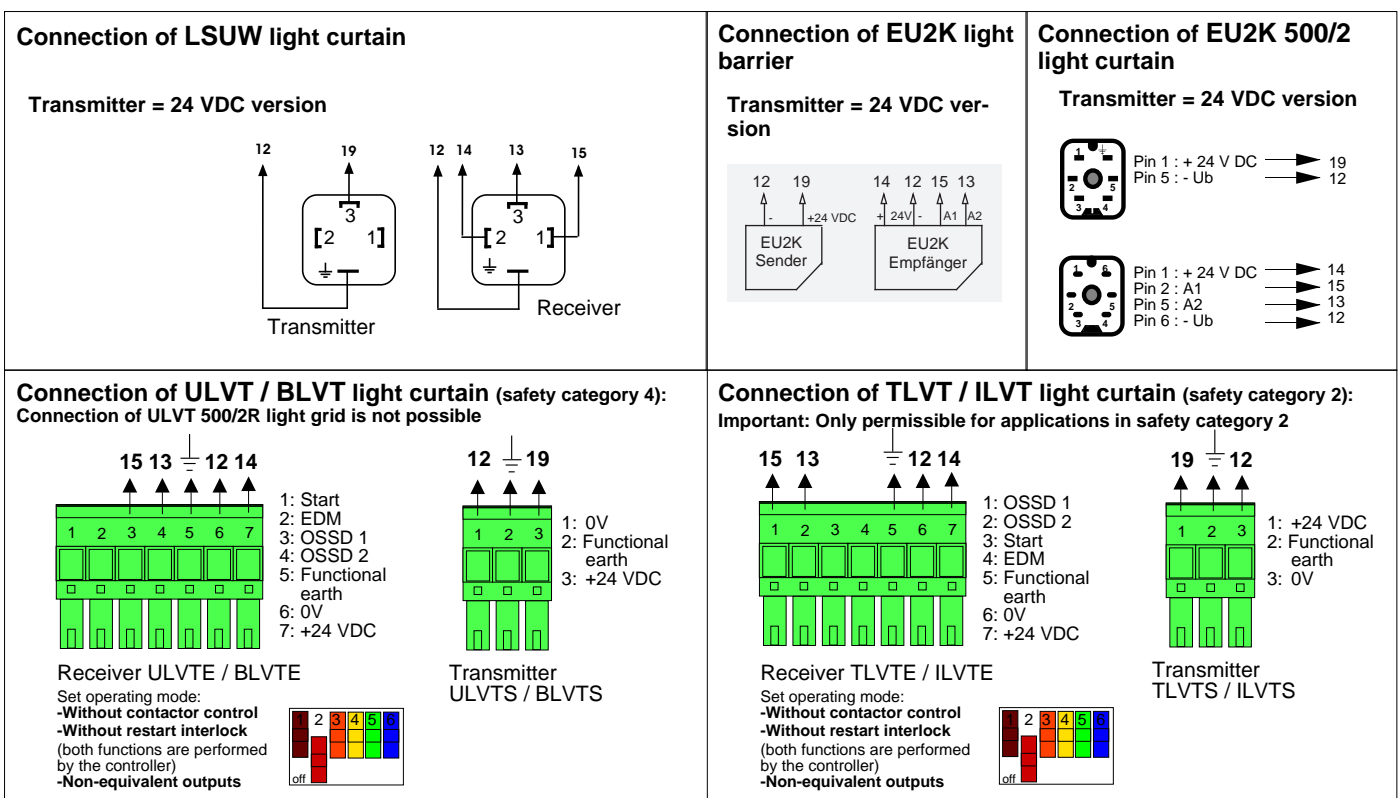 Connection of LSUW light curtain
Transmitter = 24 VDC version
12 19 12 14 13 15
3 3
2 1 2 1
Transmitter
Receiver
Connection of EU2K light
barrier
Transmitter = 24 VDC ver-
sion
12 19 14 12 15 13
- +24 VDC + 24V - A1 A2
EU2K
Sender
EU2K
Empfänger
Connection of EU2K 500/2
light curtain
Transmitter = 24 VDC version
1
2 5
3 4
Pin 1 : + 24 V DC 19
Pin 5 : - Ub 12
1 6
2 5
3 4
Pin 1 : + 24 V DC 14
Pin 2 : A1 15
Pin 5 : A2 13
Pin 6 : - Ub 12
Connection of ULVT / BLVT light curtain (safety category 4):
Connection of ULVT 500/2R light grid is not possible
15 13 12 14
1 2 3 4 5 6 7
1: Start
2: EDM
3: OSSD 1
4: OSSD 2
5: Functional
earth
6: 0V
7: +24 VDC
Receiver ULVTE / BLVTE
Set operating mode:
-Without contactor control
-Without restart interlock
(both functions are performed
by the controller)
-Non-equivalent outputs
1 2 3 4 5 6
off
12 19
1 2 3
1: 0V
2: Functional
earth
3: +24 VDC
Transmitter
ULVTS / BLVTS
Connection of TLVT / ILVT light curtain (safety category 2):
Important: Only permissible for applications in safety category 2
15 13 12 14
1 2 3 4 5 6 7
1: OSSD 1
2: OSSD 2
3: Start
4: EDM
5: Functional
earth
6: 0V
7: +24 VDC
Receiver TLVTE / ILVTE
Set operating mode:
-Without contactor control
-Without restart interlock
(both functions are performed
by the controller)
-Non-equivalent outputs
1 2 3 4 5 6
off
19 12
1 2 3
1: +24 VDC
2: Functional
earth
3: 0V
Transmitter
TLVTS / ILVTS